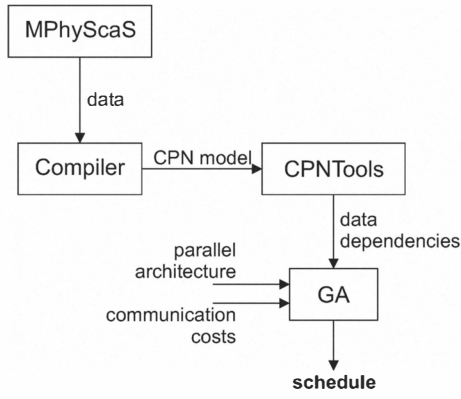 MPhyScaS
data
Compiler
CPN model
CPNTools
data
dependencies
parallel
architecture
GA
communication
costs
schedule